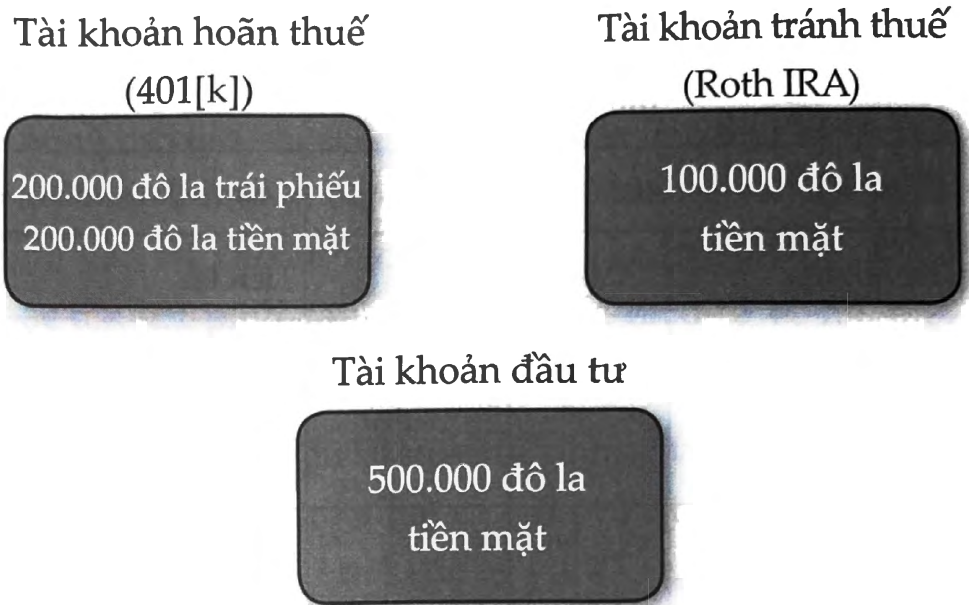 Tài khoản hoãn thuế
(401[k])
200.000 đô la trái phiếu
200.000 đô la tiền mặt
Tài khoản tránh thuế
(Roth IRA)
100.000 đô la
tiền mặt
Tài khoản đầu tư
500.000 đô la
tiền mặt